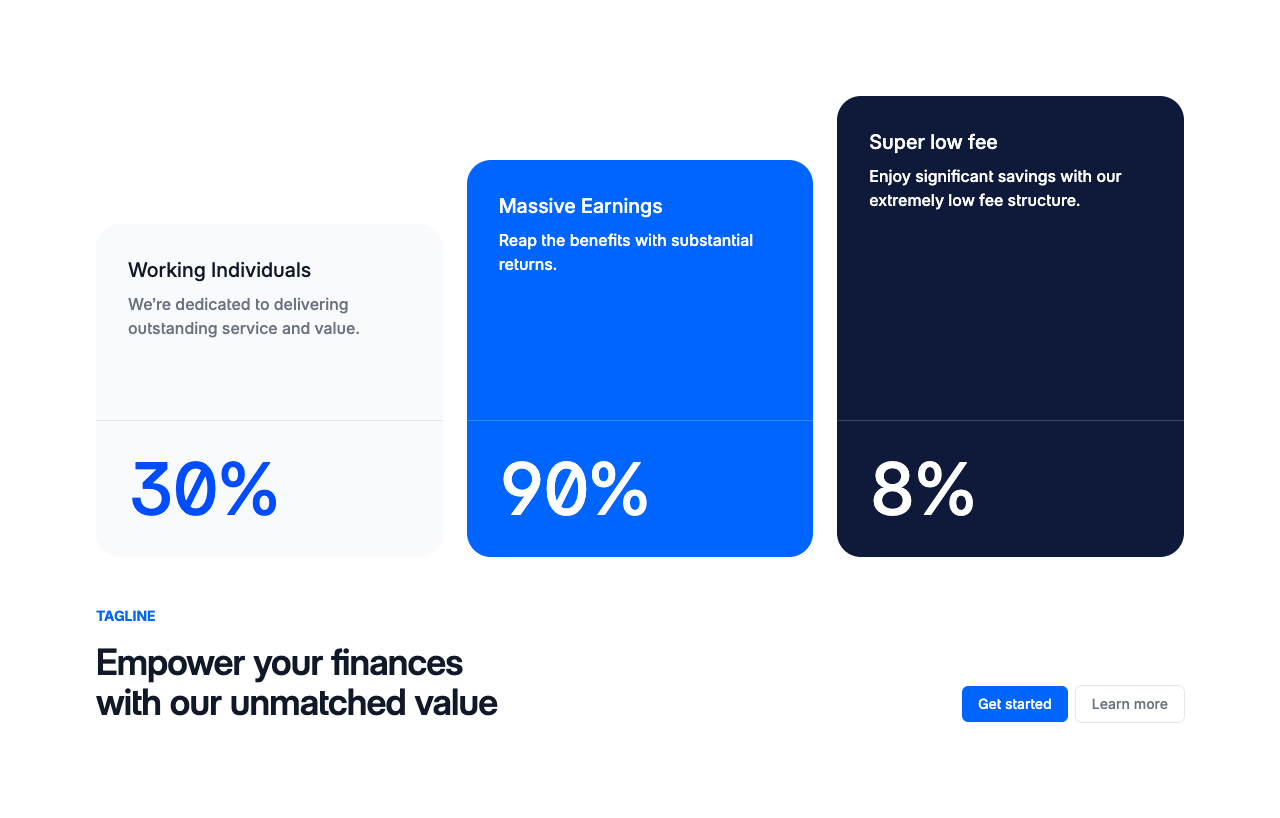 Working Individuals
We're dedicated to delivering
outstanding service and value.
30%
Massive Earnings
Reap the benefits with substantial
returns.
90%
Super low fee
Enjoy significant savings with our
extremely low fee structure.
8%
TAGLINE
Empower your finances
with our unmatched value
Get started
Learn more